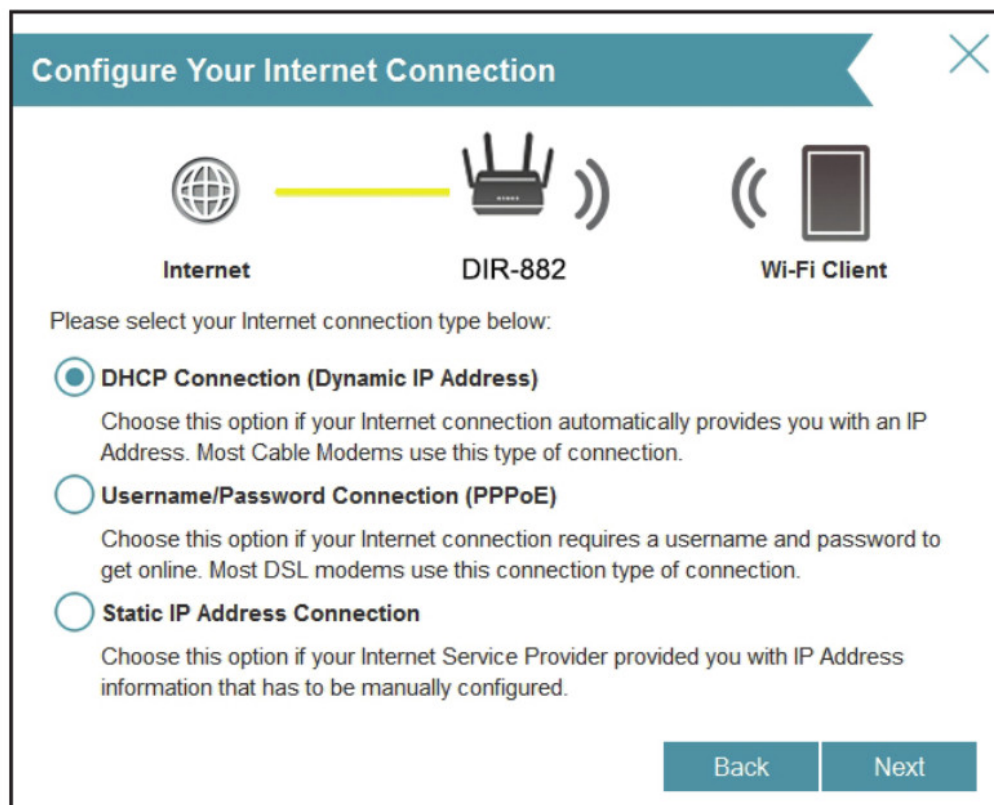 Configure Your Internet Connection
Internet
DIR-882
Wi-Fi Client
Please select your Internet connection type below:
DHCP Connection (Dynamic IP Address)
Choose this option if your Internet connection automatically provides you with an IP
Address. Most Cable Modems use this type of connection.
Username/Password Connection (PPPoE)
Choose this option if your Internet connection requires a username and password to
get online. Most DSL modems use this connection type of connection.
Static IP Address Connection
Choose this option if your Internet Service Provider provided you with IP Address
information that has to be manually configured.
Back
Next